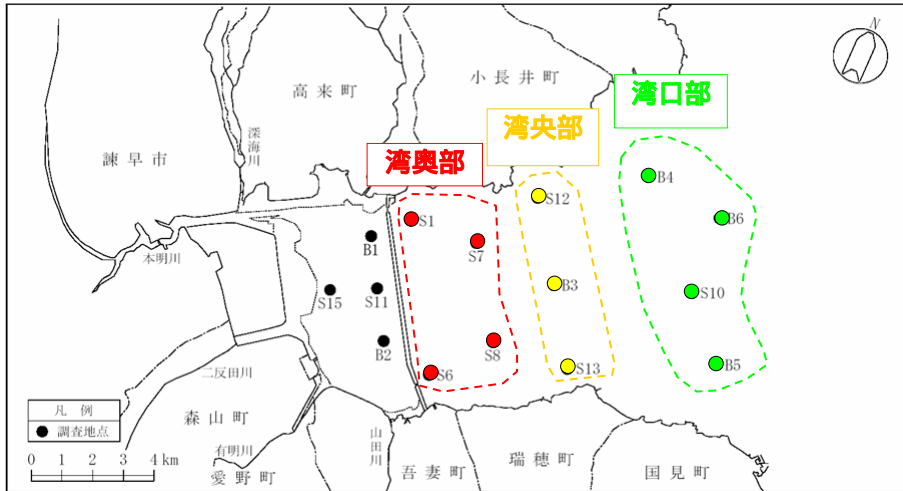 N
小長井町
湾口部
高来町
湾央部
深海川
諫早市
湾奥部
B4
S12
S1
B6
B1
S7
本明川
B3
S15
S11
S10
B2
S8
B5
S13
S6
二反田川
凡 例
調査地点
森山町
山田川
瑞穂町
有明川
吾妻町
国見町
0 1 2 3 4 km
愛野町